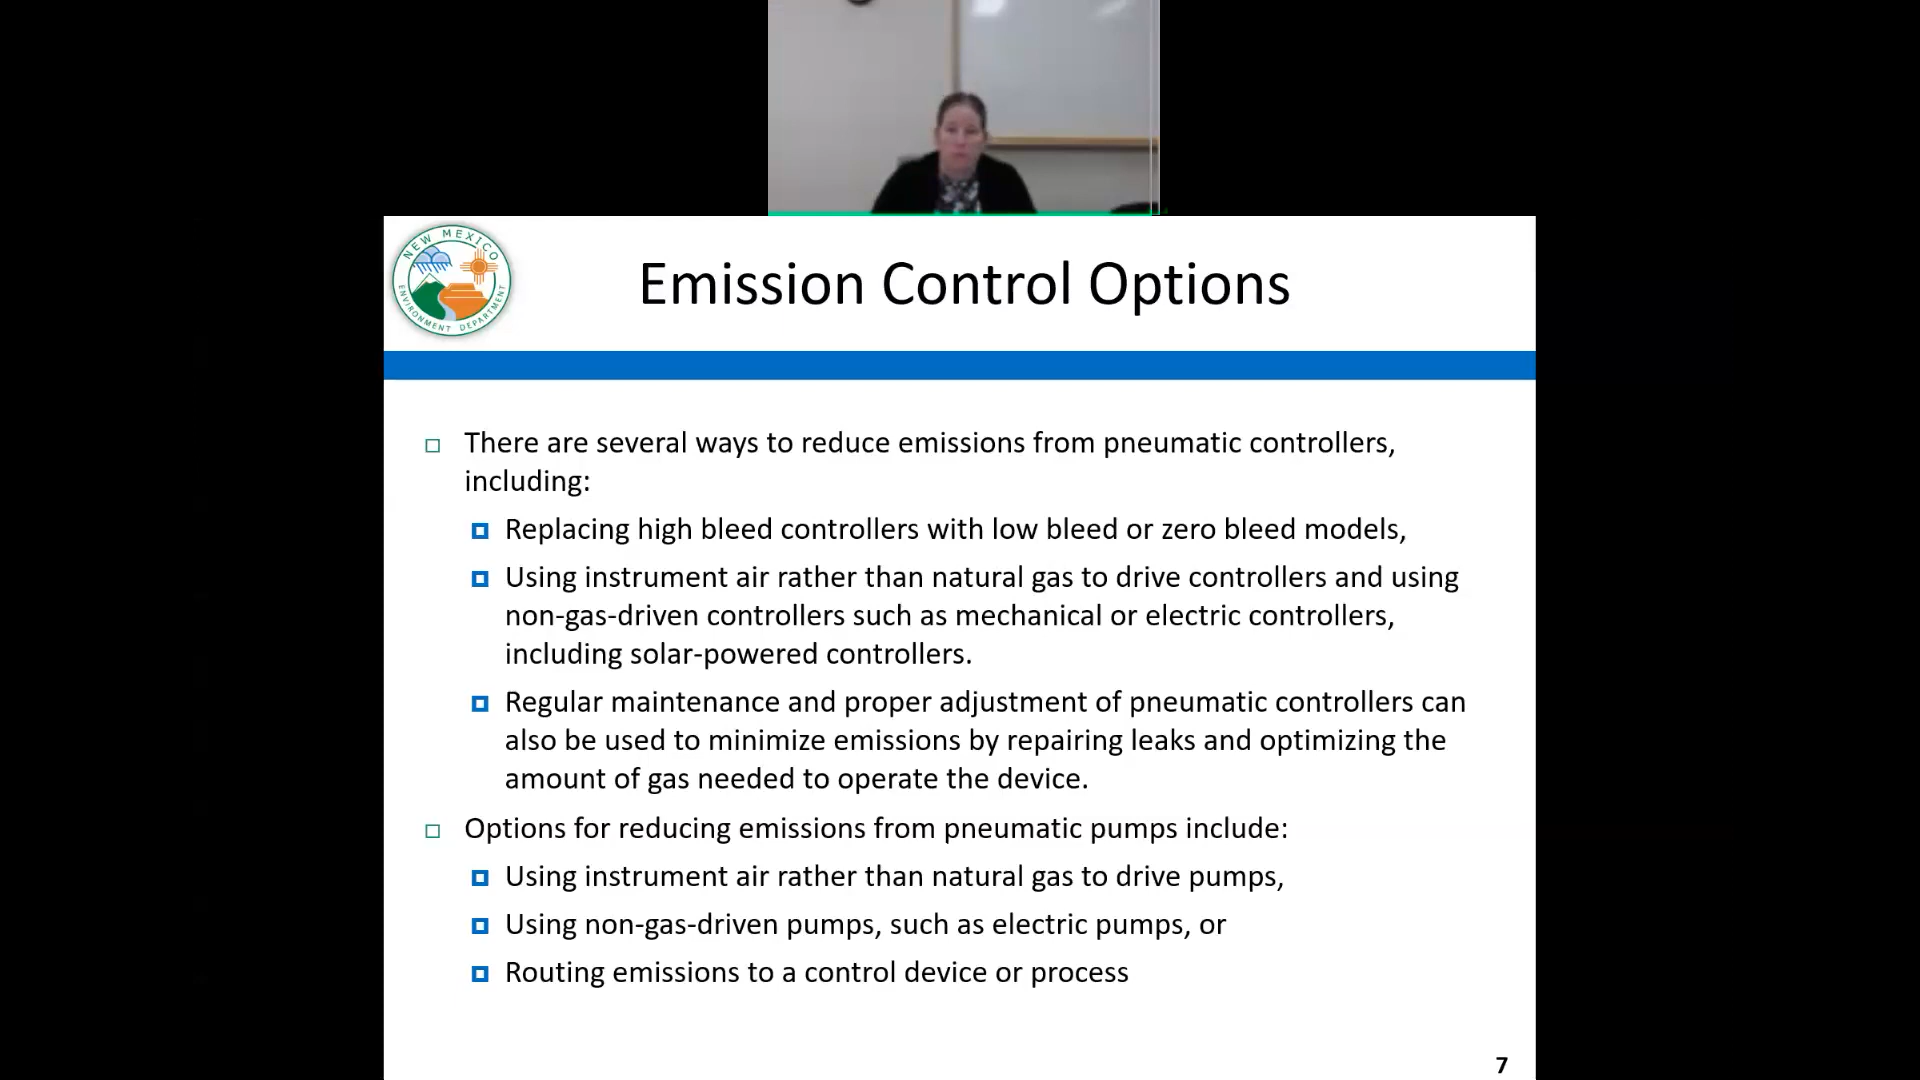 NEW MEXICO
ENVIRONMENT DEPARTMENT
Emission Control Options
There are several ways to reduce emissions from pneumatic controllers,
including:
Replacing high bleed controllers with low bleed or zero bleed models,
Using instrument air rather than natural gas to drive controllers and using
non-gas-driven controllers such as mechanical or electric controllers,
including solar-powered controllers.
Regular maintenance and proper adjustment of pneumatic controllers can
also be used to minimize emissions by repairing leaks and optimizing the
amount of gas needed to operate the device.
Options for reducing emissions from pneumatic pumps include:
Using instrument air rather than natural gas to drive pumps,
Using non-gas-driven pumps, such as electric pumps, or
Routing emissions to a control device or process
7